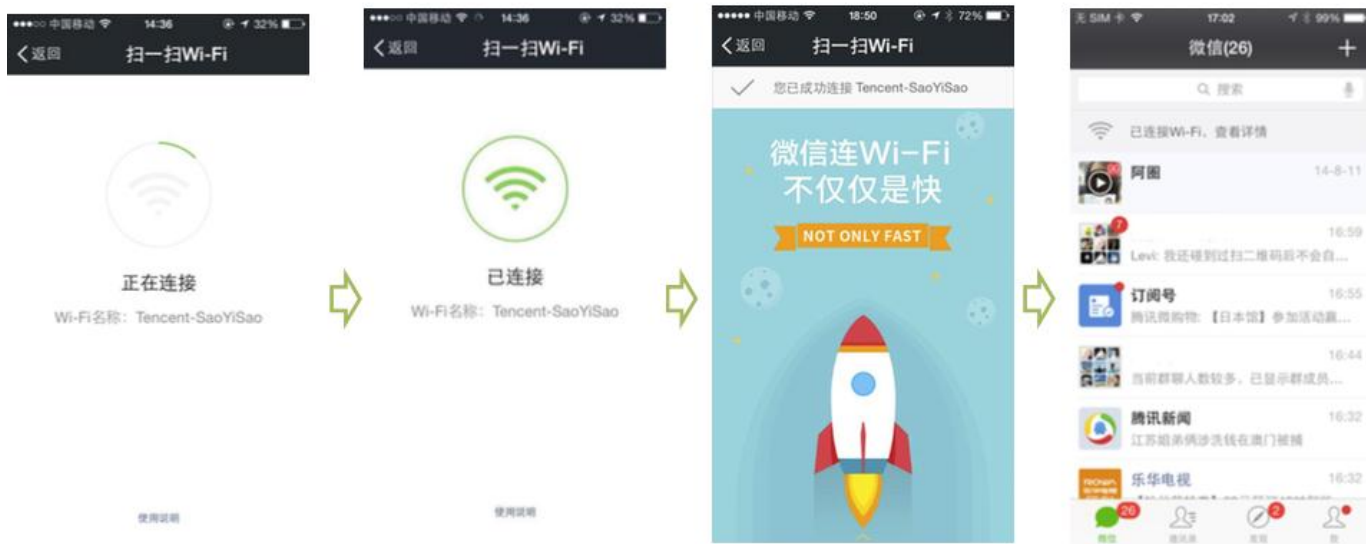 中国移动 14:36 32%
返回 扫一扫Wi-Fi
正在连接
Wi-Fi名称：Tencent-SaoYiSao
使用说明
中国移动 14:36 32%
返回 扫一扫Wi-Fi
已连接
Wi-Fi名称：Tencent-SaoYiSao
使用说明
中国移动 18:50 72%
返回 扫一扫Wi-Fi
您已成功连接 Tencent-SaoYiSao
微信连Wi-Fi
不仅仅是快
NOT ONLY FAST
无 SIM 卡 17:02 99%
微信(26)
搜索
已连接Wi-Fi，查看详情
阿圈 14-8-11
7 16:59
Levi: 我还碰到过扫二维码后不会自...
订阅号 16:55
腾讯微购物: 【日本馆】参加活动赢...
16:44
当前群聊人数较多，已显示群成员...
腾讯新闻 16:32
江苏姐弟俩涉洗钱在澳门被捕
乐华电视 16:32
26 2
微信 通讯录 发现 我